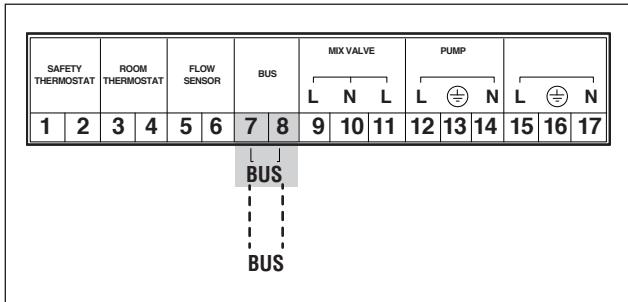 SAFETY THERMOSTAT ROOM THERMOSTAT FLOW SENSOR BUS MIX VALVE PUMP
L N L L N L N
1 2 3 4 5 6 7 8 9 10 11 12 13 14 15 16 17
BUS
BUS